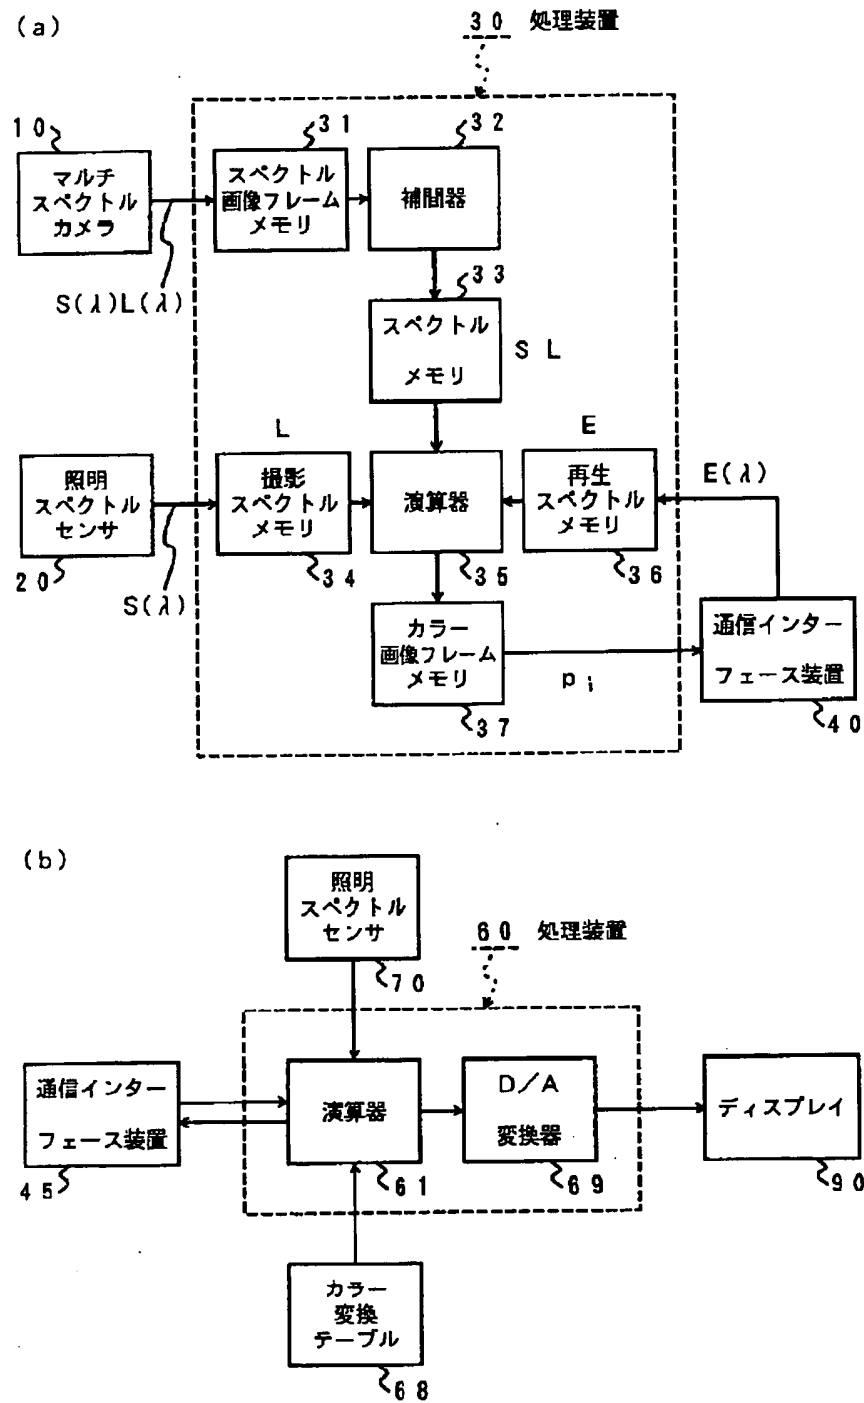 (a)
30 処理装置
10
マルチ
スペクトル
カメラ
S(λ)L(λ)
31
スペクトル
画像フレーム
メモリ
32
補間器
33
スペクトル
メモリ
SL
L
E
E(λ)
照明
スペクトル
センサ
20
S(λ)
撮影
スペクトル
メモリ
34
演算器
35
再生
スペクトル
メモリ
36
カラー
画像フレーム
メモリ
37
pi
通信インター
フェース装置
40
(b)
照明
スペクトル
センサ
70
60 処理装置
通信インター
フェース装置
45
演算器
61
D/A
変換器
69
ディスプレイ
90
カラー
変換
テーブル
68